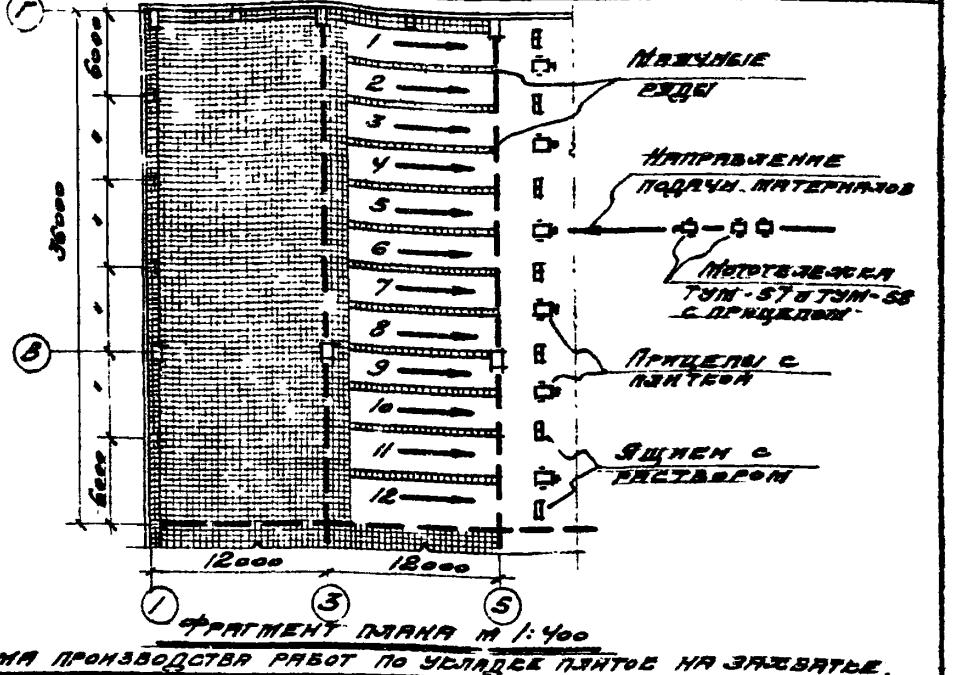 Г
6000
36000
В
6000
1
2
3
4
5
6
7
8
9
10
11
12
Маячные
ряды
Направление
подачи материалов
Мототележка
ТУМ-57 и ТУМ-58
с прицепом
Прицепы с
плиткой
Ящики с
раствором
12000
12000
1
3
5
Фрагмент плана М 1:400
ма производства работ по укладке плиток на захватке.